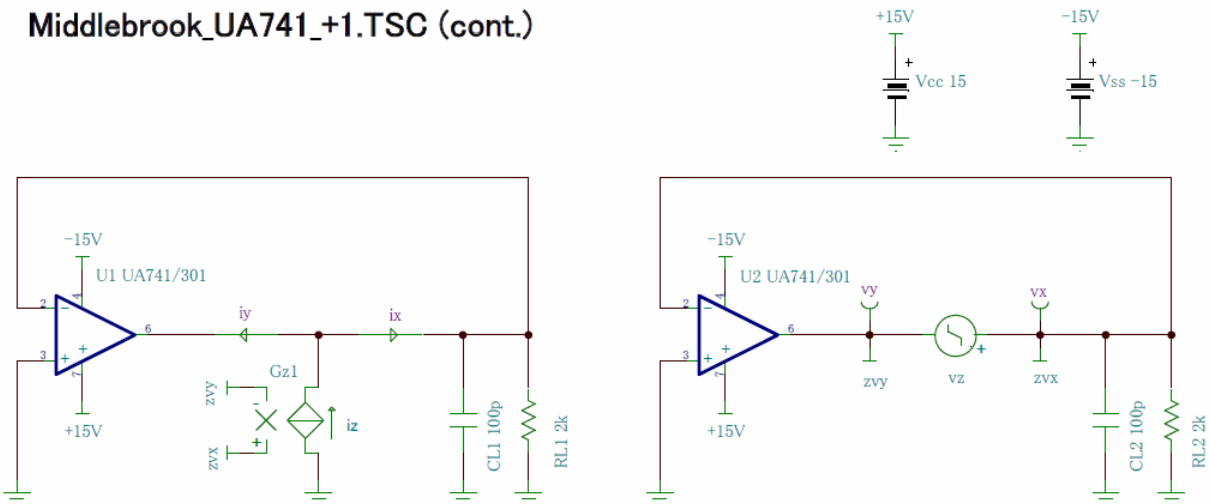 Middlebrook_UA741_+1.TSC (cont.)
+15V
-15V
+
Vcc 15
+
Vss -15
-15V
U1 UA741/301
2
-
4
3
+
+
7
6
+15V
iy
ix
Gz1
zvy
-
+
zvx
iz
CL1 100p
RL1 2k
-15V
U2 UA741/301
2
-
4
3
+
+
7
6
+15V
vy
vx
zvy
+
vz
zvx
CL2 100p
RL2 2k